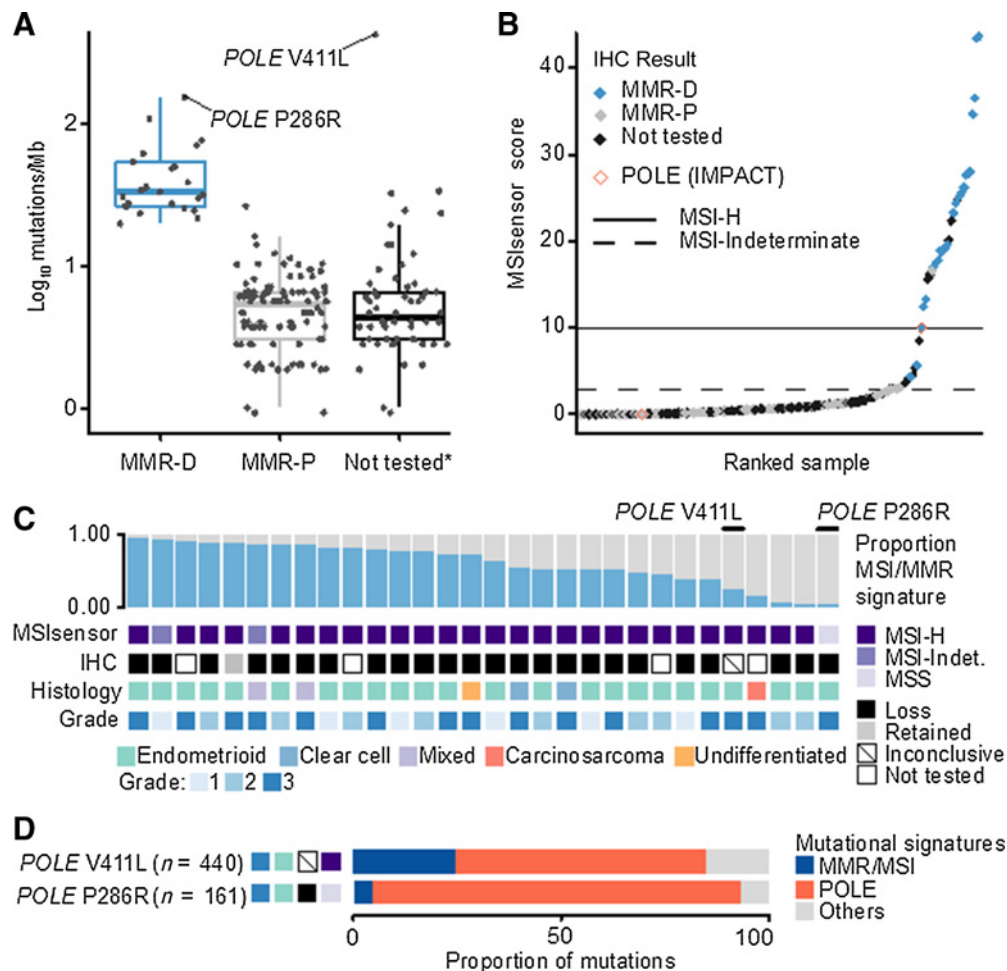 A
POLE V411L
POLE P286R
2
1
0
Log₁₀ mutations/Mb
MMR-D
MMR-P
Not tested*
B
IHC Result
MMR-D
MMR-P
Not tested
POLE (IMPACT)
MSI-H
MSI-Indeterminate
40
30
20
10
0
MSIsensor score
Ranked sample
C
POLE V411L
POLE P286R
1.00
0.00
Proportion
MSI/MMR
signature
MSIsensor
IHC
Histology
Grade
MSI-H
MSI-Indet.
MSS
Loss
Retained
Inconclusive
Not tested
Endometrioid
Clear cell
Mixed
Carcinosarcoma
Undifferentiated
Grade: 1 2 3
D
POLE V411L (n = 440)
POLE P286R (n = 161)
Mutational signatures
MMR/MSI
POLE
Others
0
50
100
Proportion of mutations